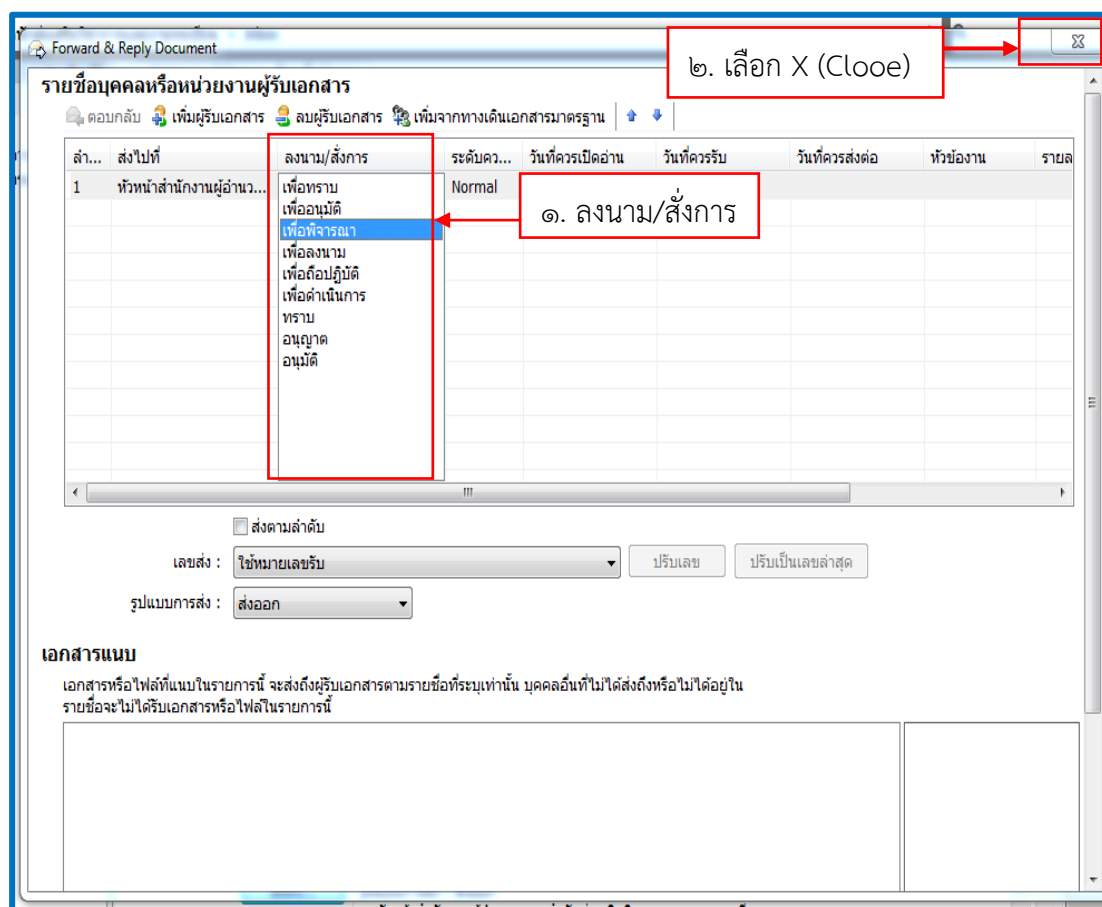 Forward & Reply Document
๒. เลือก X (Clooe)
รายชื่อบุคคลหรือหน่วยงานผู้รับเอกสาร
ตอบกลับ เพิ่มผู้รับเอกสาร ลบผู้รับเอกสาร เพิ่มจากทางเดินเอกสารมาตรฐาน
ลำ... ส่งไปที่ ลงนาม/สั่งการ ระดับคว... วันที่ควรเปิดอ่าน วันที่ควรรับ วันที่ควรส่งต่อ หัวข้องาน รายล
1 หัวหน้าสำนักงานผู้อำนว... เพื่อทราบ Normal
เพื่ออนุมัติ
เพื่อพิจารณา
๑. ลงนาม/สั่งการ
เพื่อลงนาม
เพื่อถือปฏิบัติ
เพื่อดำเนินการ
ทราบ
อนุญาต
อนุมัติ
ส่งตามลำดับ
เลขส่ง : ใช้หมายเลขรับ ปรับเลข ปรับเป็นเลขล่าสุด
รูปแบบการส่ง : ส่งออก
เอกสารแนบ
เอกสารหรือไฟล์ที่แนบในรายการนี้ จะส่งถึงผู้รับเอกสารตามรายชื่อที่ระบุเท่านั้น บุคคลอื่นที่ไม่ได้ส่งถึงหรือไม่ได้อยู่ใน
รายชื่อจะไม่ได้รับเอกสารหรือไฟล์ในรายการนี้